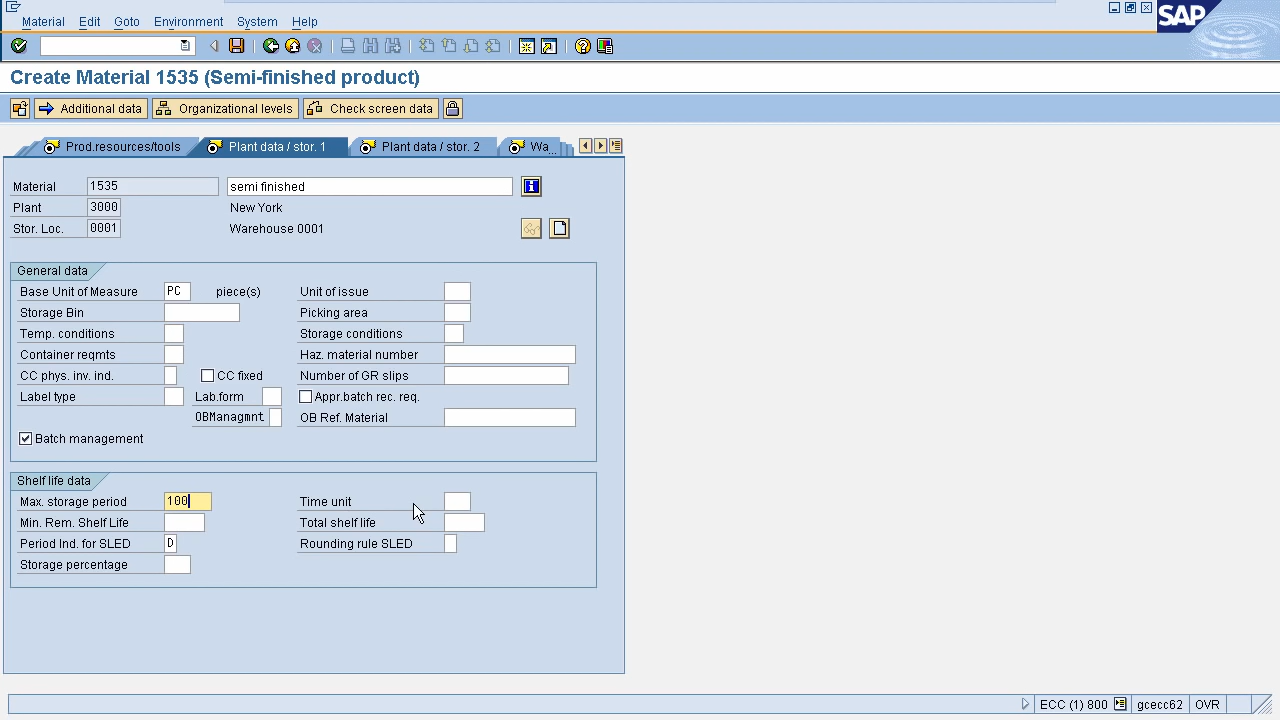 Material Edit Goto Environment System Help
SAP
Create Material 1535 (Semi-finished product)
Additional data Organizational levels Check screen data
Prod.resources/tools Plant data / stor. 1 Plant data / stor. 2 Wa...
Material 1535 semi finished
Plant 3000 New York
Stor. Loc. 0001 Warehouse 0001
General data
Base Unit of Measure PC piece(s) Unit of issue
Storage Bin Picking area
Temp. conditions Storage conditions
Container reqmts Haz. material number
CC phys. inv. ind. CC fixed Number of GR slips
Label type Lab.form Appr.batch rec. req.
OBManagmnt OB Ref. Material
Batch management
Shelf life data
Max. storage period 100 Time unit
Min. Rem. Shelf Life Total shelf life
Period Ind. for SLED D Rounding rule SLED
Storage percentage
ECC (1) 800 gcecc62 OVR